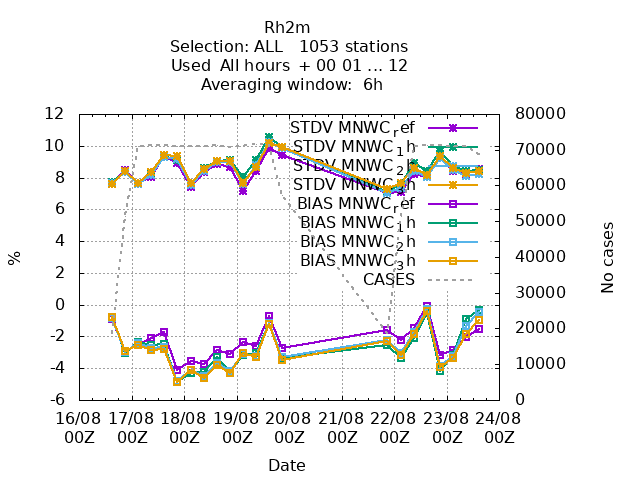 Rh2m
Selection: ALL   1053 stations
Used  All hours  + 00 01 ... 12
Averaging window:  6h
12
10
8
6
4
2
0
-2
-4
-6
%
80000
70000
60000
50000
40000
30000
20000
10000
0
No cases
STDV MNWC_ref
STDV MNWC_1h
STDV MNWC_2h
STDV MNWC_3h
BIAS MNWC_ref
BIAS MNWC_1h
BIAS MNWC_2h
BIAS MNWC_3h
CASES
16/08 17/08 18/08 19/08 20/08 21/08 22/08 23/08 24/08
00Z 00Z 00Z 00Z 00Z 00Z 00Z 00Z 00Z
Date